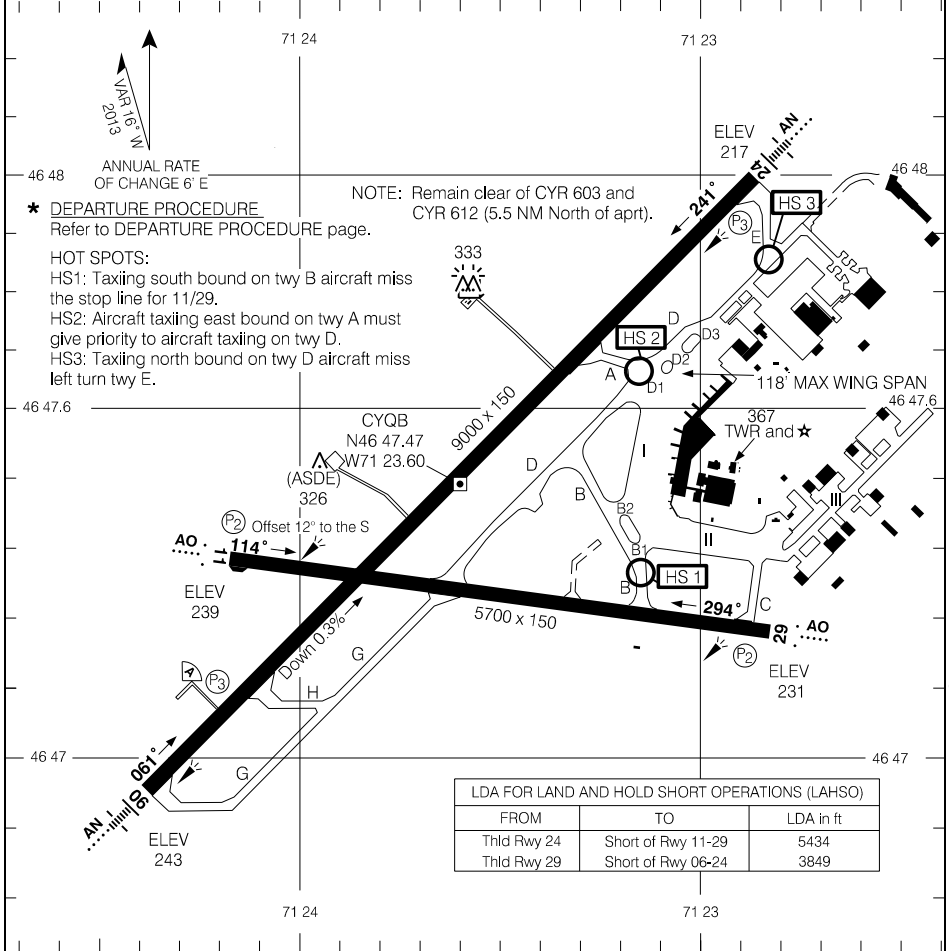 71 24
71 23
VAR 16° W
2013
ANNUAL RATE
OF CHANGE 6' E
ELEV
217
AN
24
46 48
46 48
NOTE: Remain clear of CYR 603 and
CYR 612 (5.5 NM North of aprt).
241°
HS 3
P3
E
* DEPARTURE PROCEDURE
Refer to DEPARTURE PROCEDURE page.
333
HOT SPOTS:
HS1: Taxiing south bound on twy B aircraft miss
the stop line for 11/29.
HS2: Aircraft taxiing east bound on twy A must
give priority to aircraft taxiing on twy D.
HS3: Taxiing north bound on twy D aircraft miss
left turn twy E.
D
HS 2
D3
D2
A
D1
118' MAX WING SPAN
46 47.6
46 47.6
9000 x 150
367
TWR and
CYQB
N46 47.47
W71 23.60
(ASDE)
326
D
I
B
III
P2 Offset 12° to the S
B2
AO
11
114°
B1
II
ELEV
239
B
HS 1
C
5700 x 150
294°
29
AO
P2
ELEV
231
Down 0.3%
G
H
A
P3
G
46 47
46 47
061°
06
AN
ELEV
243
LDA FOR LAND AND HOLD SHORT OPERATIONS (LAHSO)
FROM TO LDA in ft
Thld Rwy 24 Short of Rwy 11-29 5434
Thld Rwy 29 Short of Rwy 06-24 3849
71 24
71 23